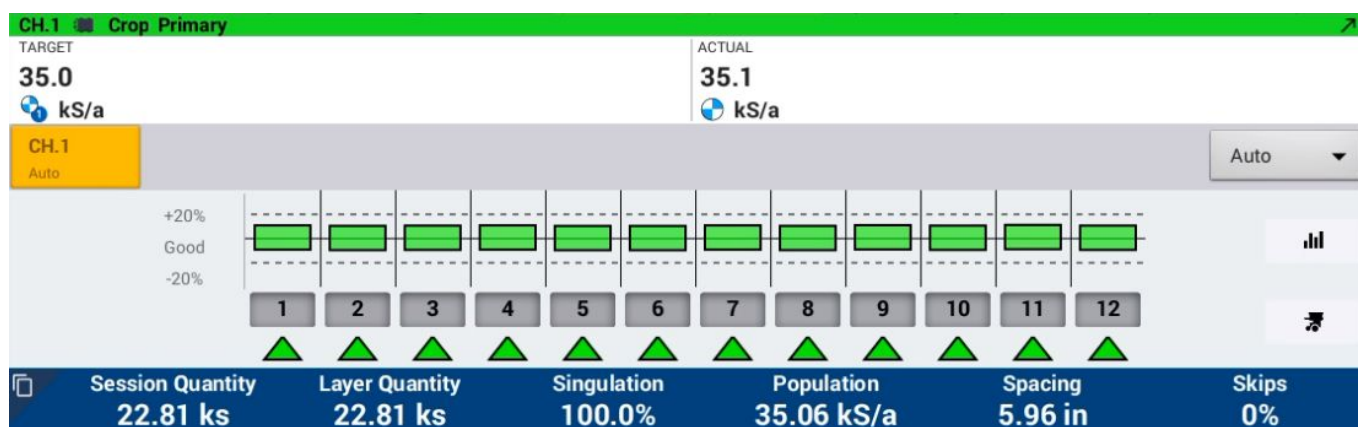 CH.1 Crop Primary
TARGET
35.0
1 kS/a
ACTUAL
35.1
kS/a
CH.1
Auto
Auto
+20%
Good
-20%
1 2 3 4 5 6 7 8 9 10 11 12
Session Quantity
22.81 ks
Layer Quantity
22.81 ks
Singulation
100.0%
Population
35.06 kS/a
Spacing
5.96 in
Skips
0%